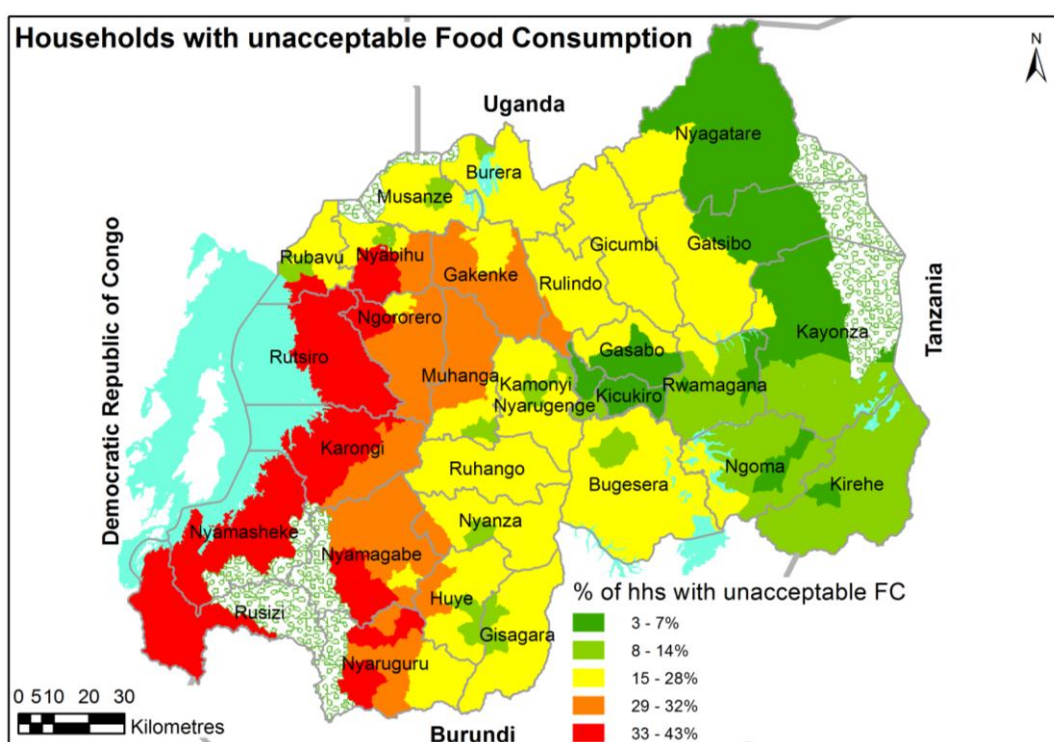 Households with unacceptable Food Consumption
N
Uganda
Nyagatare
Burera
Musanze
Gicumbi
Gatsibo
Rubavu
Nyabihu
Gakenke
Rulindo
Democratic Republic of Congo
Tanzania
Ngororero
Kayonza
Rutsiro
Gasabo
Muhanga
Kamonyi
Rwamagana
Nyarugenge
Kicukiro
Karongi
Ruhango
Bugesera
Ngoma
Kirehe
Nyanza
Nyamasheke
Nyamagabe
Huye
Rusizi
Gisagara
Nyaruguru
Burundi
% of hhs with unacceptable FC
3 - 7%
8 - 14%
15 - 28%
29 - 32%
33 - 43%
0 5 10 20 30
Kilometres